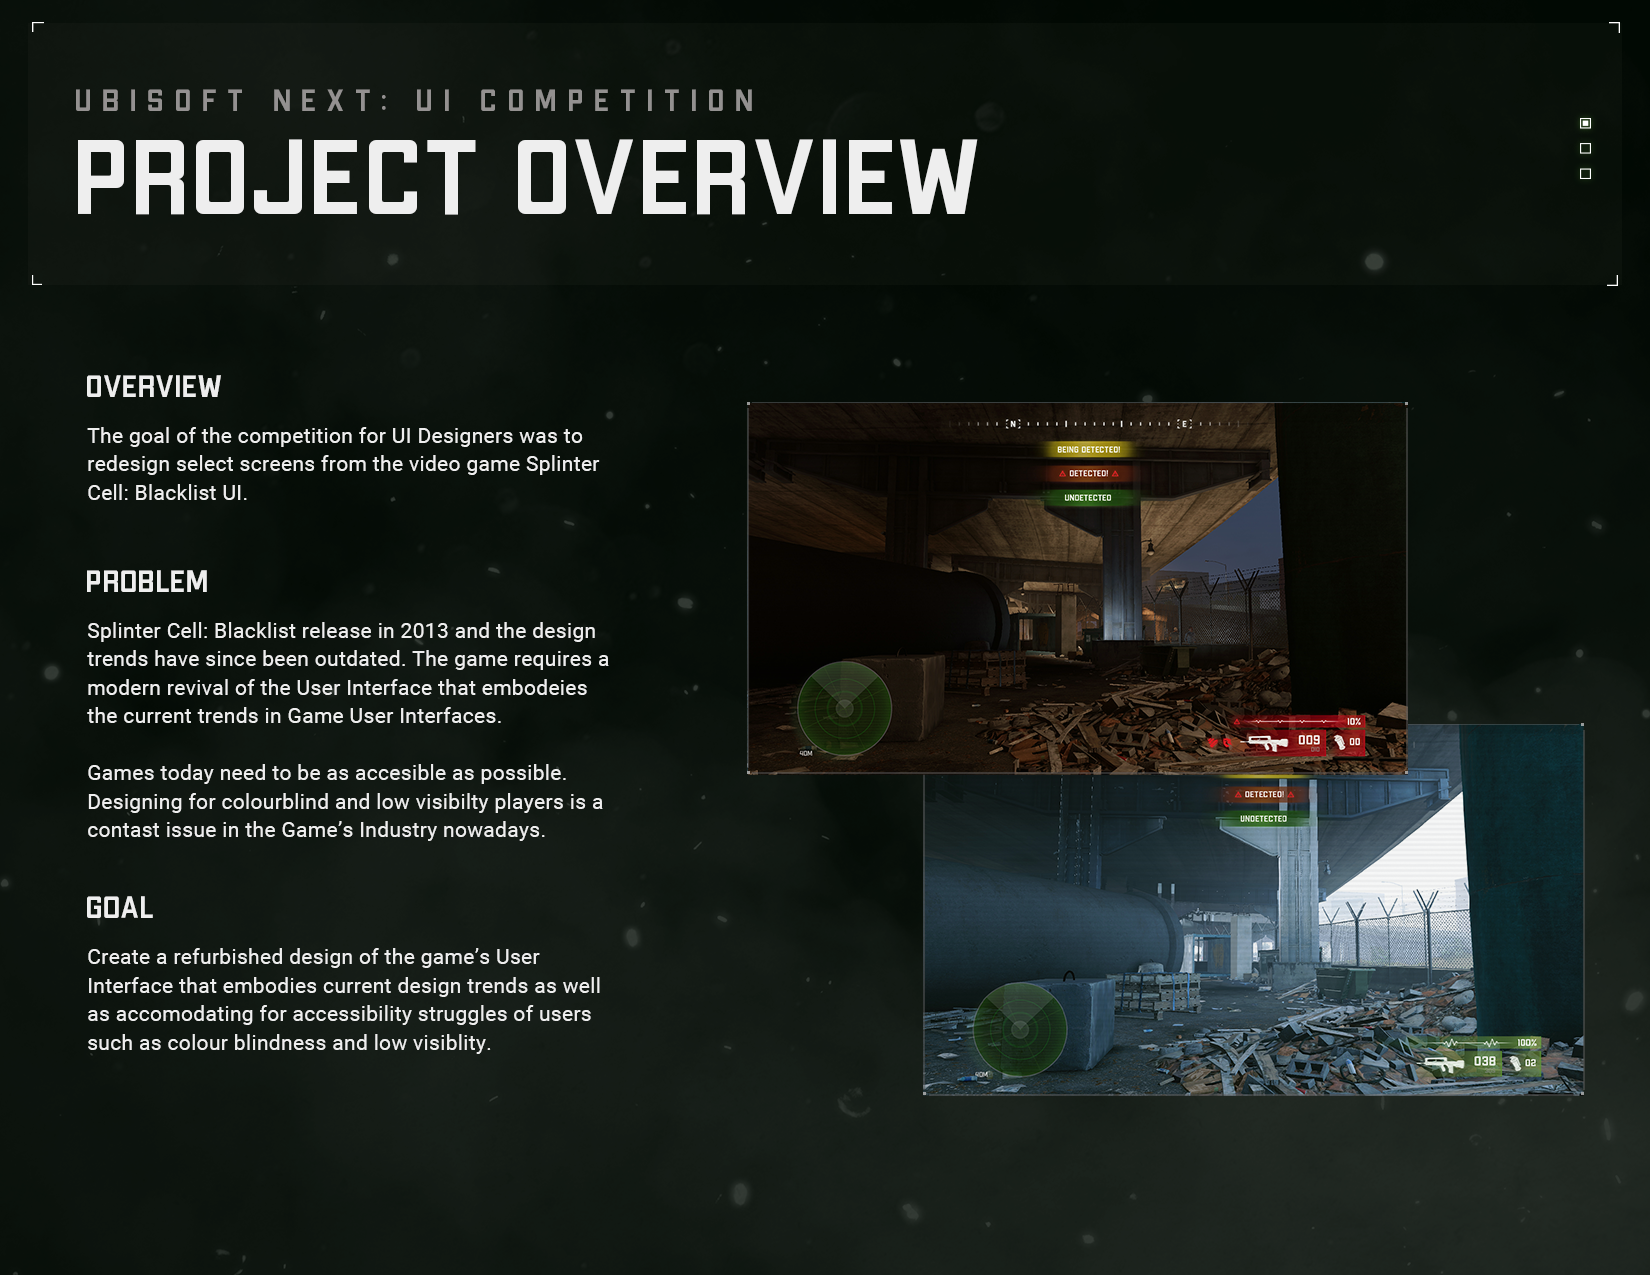 UBISOFT NEXT: UI COMPETITION
PROJECT OVERVIEW
OVERVIEW
The goal of the competition for UI Designers was to
redesign select screens from the video game Splinter
Cell: Blacklist UI.
PROBLEM
Splinter Cell: Blacklist release in 2013 and the design
trends have since been outdated. The game requires a
modern revival of the User Interface that embodeies
the current trends in Game User Interfaces.
Games today need to be as accesible as possible.
Designing for colourblind and low visibilty players is a
contast issue in the Game’s Industry nowadays.
GOAL
Create a refurbished design of the game’s User
Interface that embodies current design trends as well
as accomodating for accessibility struggles of users
such as colour blindness and low visiblity.
N E
BEING DETECTED!
DETECTED!
UNDETECTED
40M
10%
009 00
DETECTED!
UNDETECTED
40M
100%
038 02